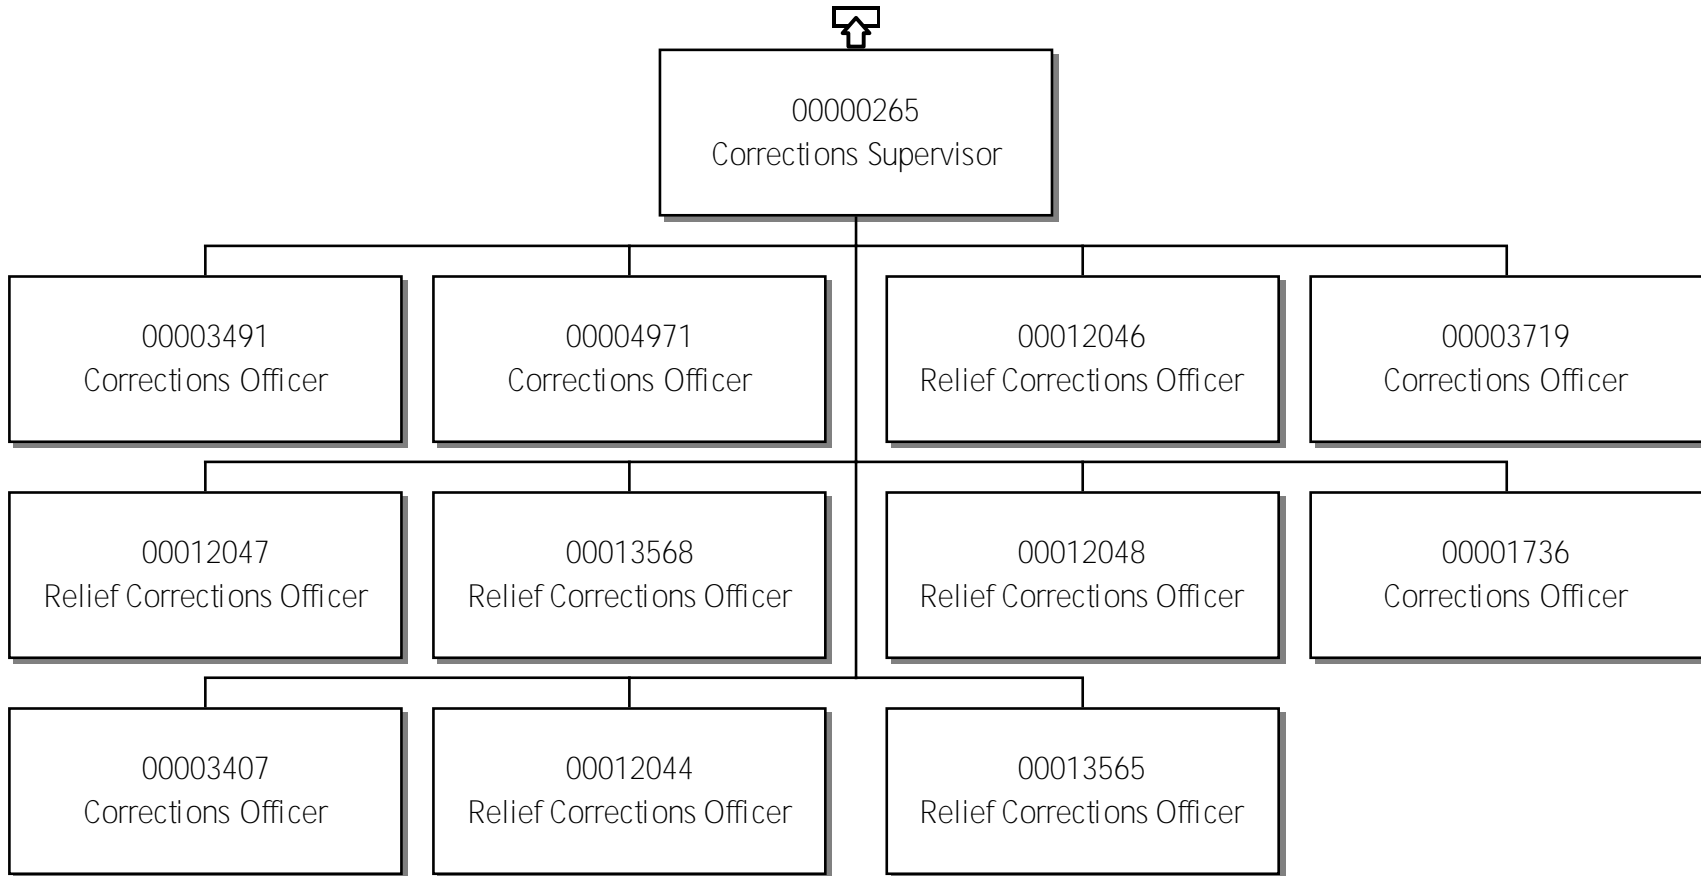 00000265
Corrections Supervisor
00003491
Corrections Officer
00004971
Corrections Officer
00012046
Relief Corrections Officer
00003719
Corrections Officer
00012047
Relief Corrections Officer
00013568
Relief Corrections Officer
00012048
Relief Corrections Officer
00001736
Corrections Officer
00003407
Corrections Officer
00012044
Relief Corrections Officer
00013565
Relief Corrections Officer